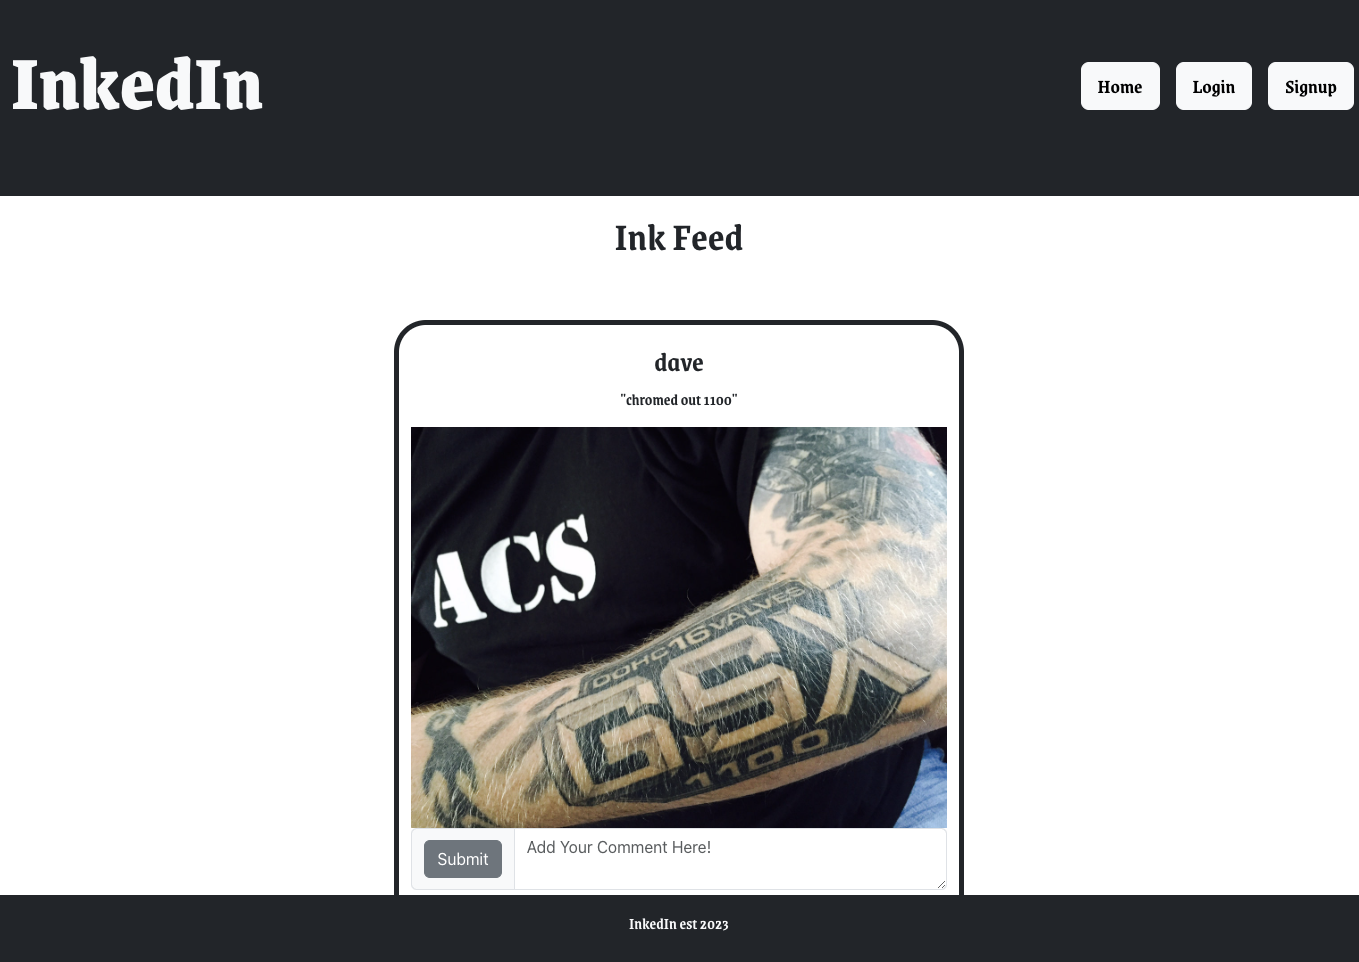 InkedIn
Home Login Signup
Ink Feed
dave
"chromed out 1100"
ACS
DOHC 16 VALVES
GSX
1100
Submit
Add Your Comment Here!
InkedIn est 2023